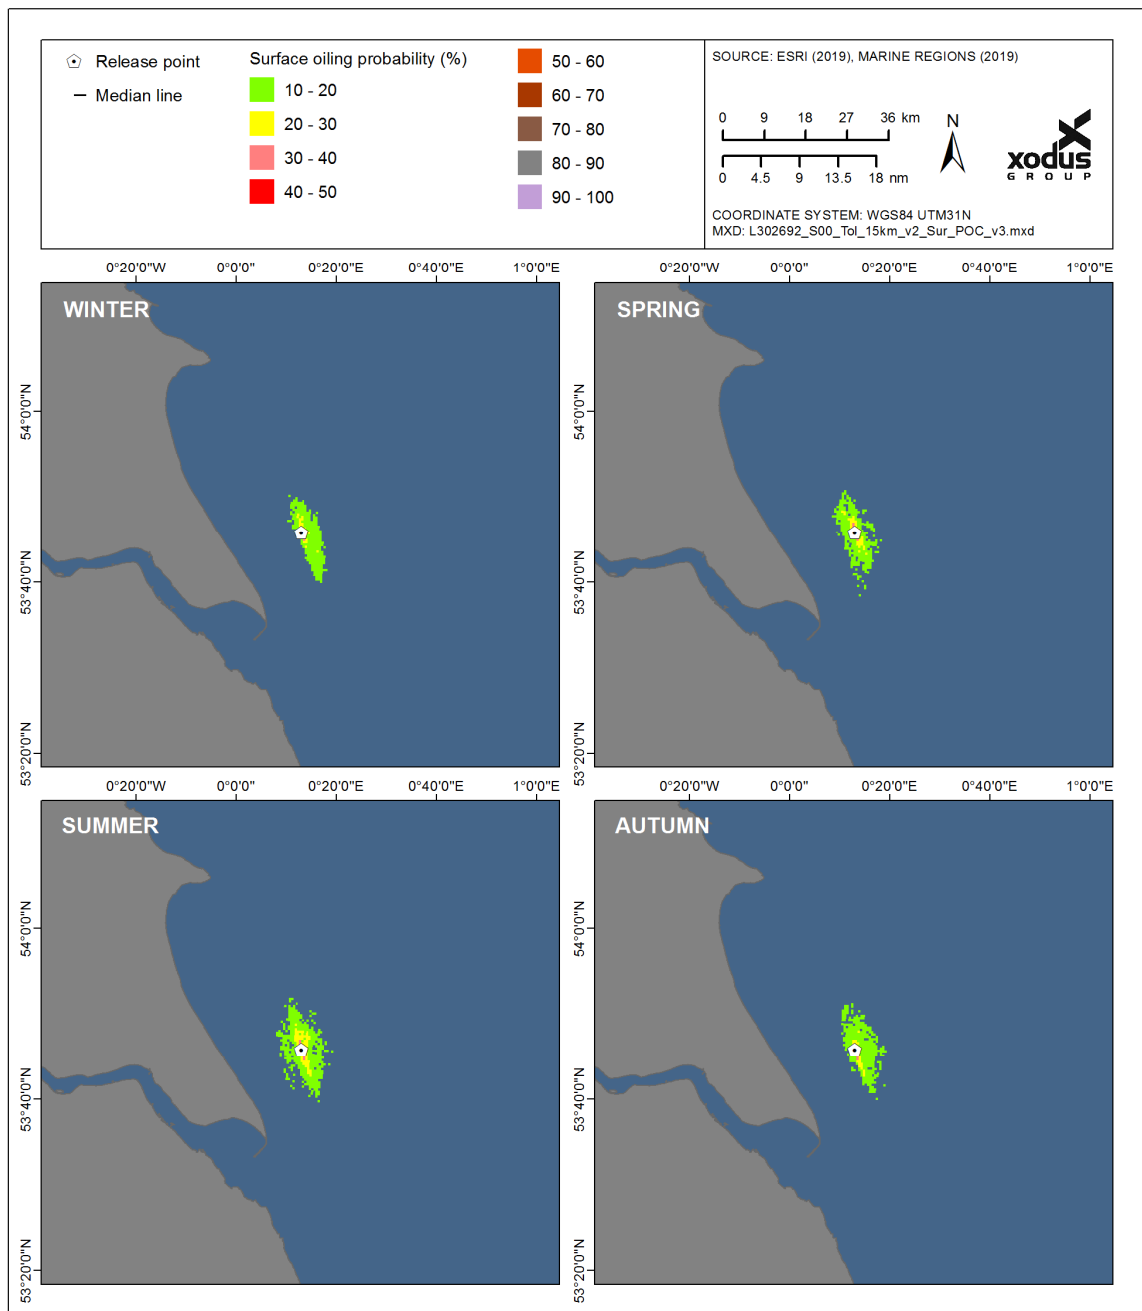 Release point
Median line
Surface oiling probability (%)
10 - 20
20 - 30
30 - 40
40 - 50
50 - 60
60 - 70
70 - 80
80 - 90
90 - 100
SOURCE: ESRI (2019), MARINE REGIONS (2019)
0 9 18 27 36 km
0 4.5 9 13.5 18 nm
N
xodus
GROUP
COORDINATE SYSTEM: WGS84 UTM31N
MXD: L302692_S00_Tol_15km_v2_Sur_POC_v3.mxd
0°20'0"W 0°0'0" 0°20'0"E 0°40'0"E 1°0'0"E
WINTER
54°0'0"N
53°40'0"N
53°20'0"N
0°20'0"W 0°0'0" 0°20'0"E 0°40'0"E 1°0'0"E
SPRING
54°0'0"N
53°40'0"N
53°20'0"N
0°20'0"W 0°0'0" 0°20'0"E 0°40'0"E 1°0'0"E
SUMMER
54°0'0"N
53°40'0"N
53°20'0"N
0°20'0"W 0°0'0" 0°20'0"E 0°40'0"E 1°0'0"E
AUTUMN
54°0'0"N
53°40'0"N
53°20'0"N